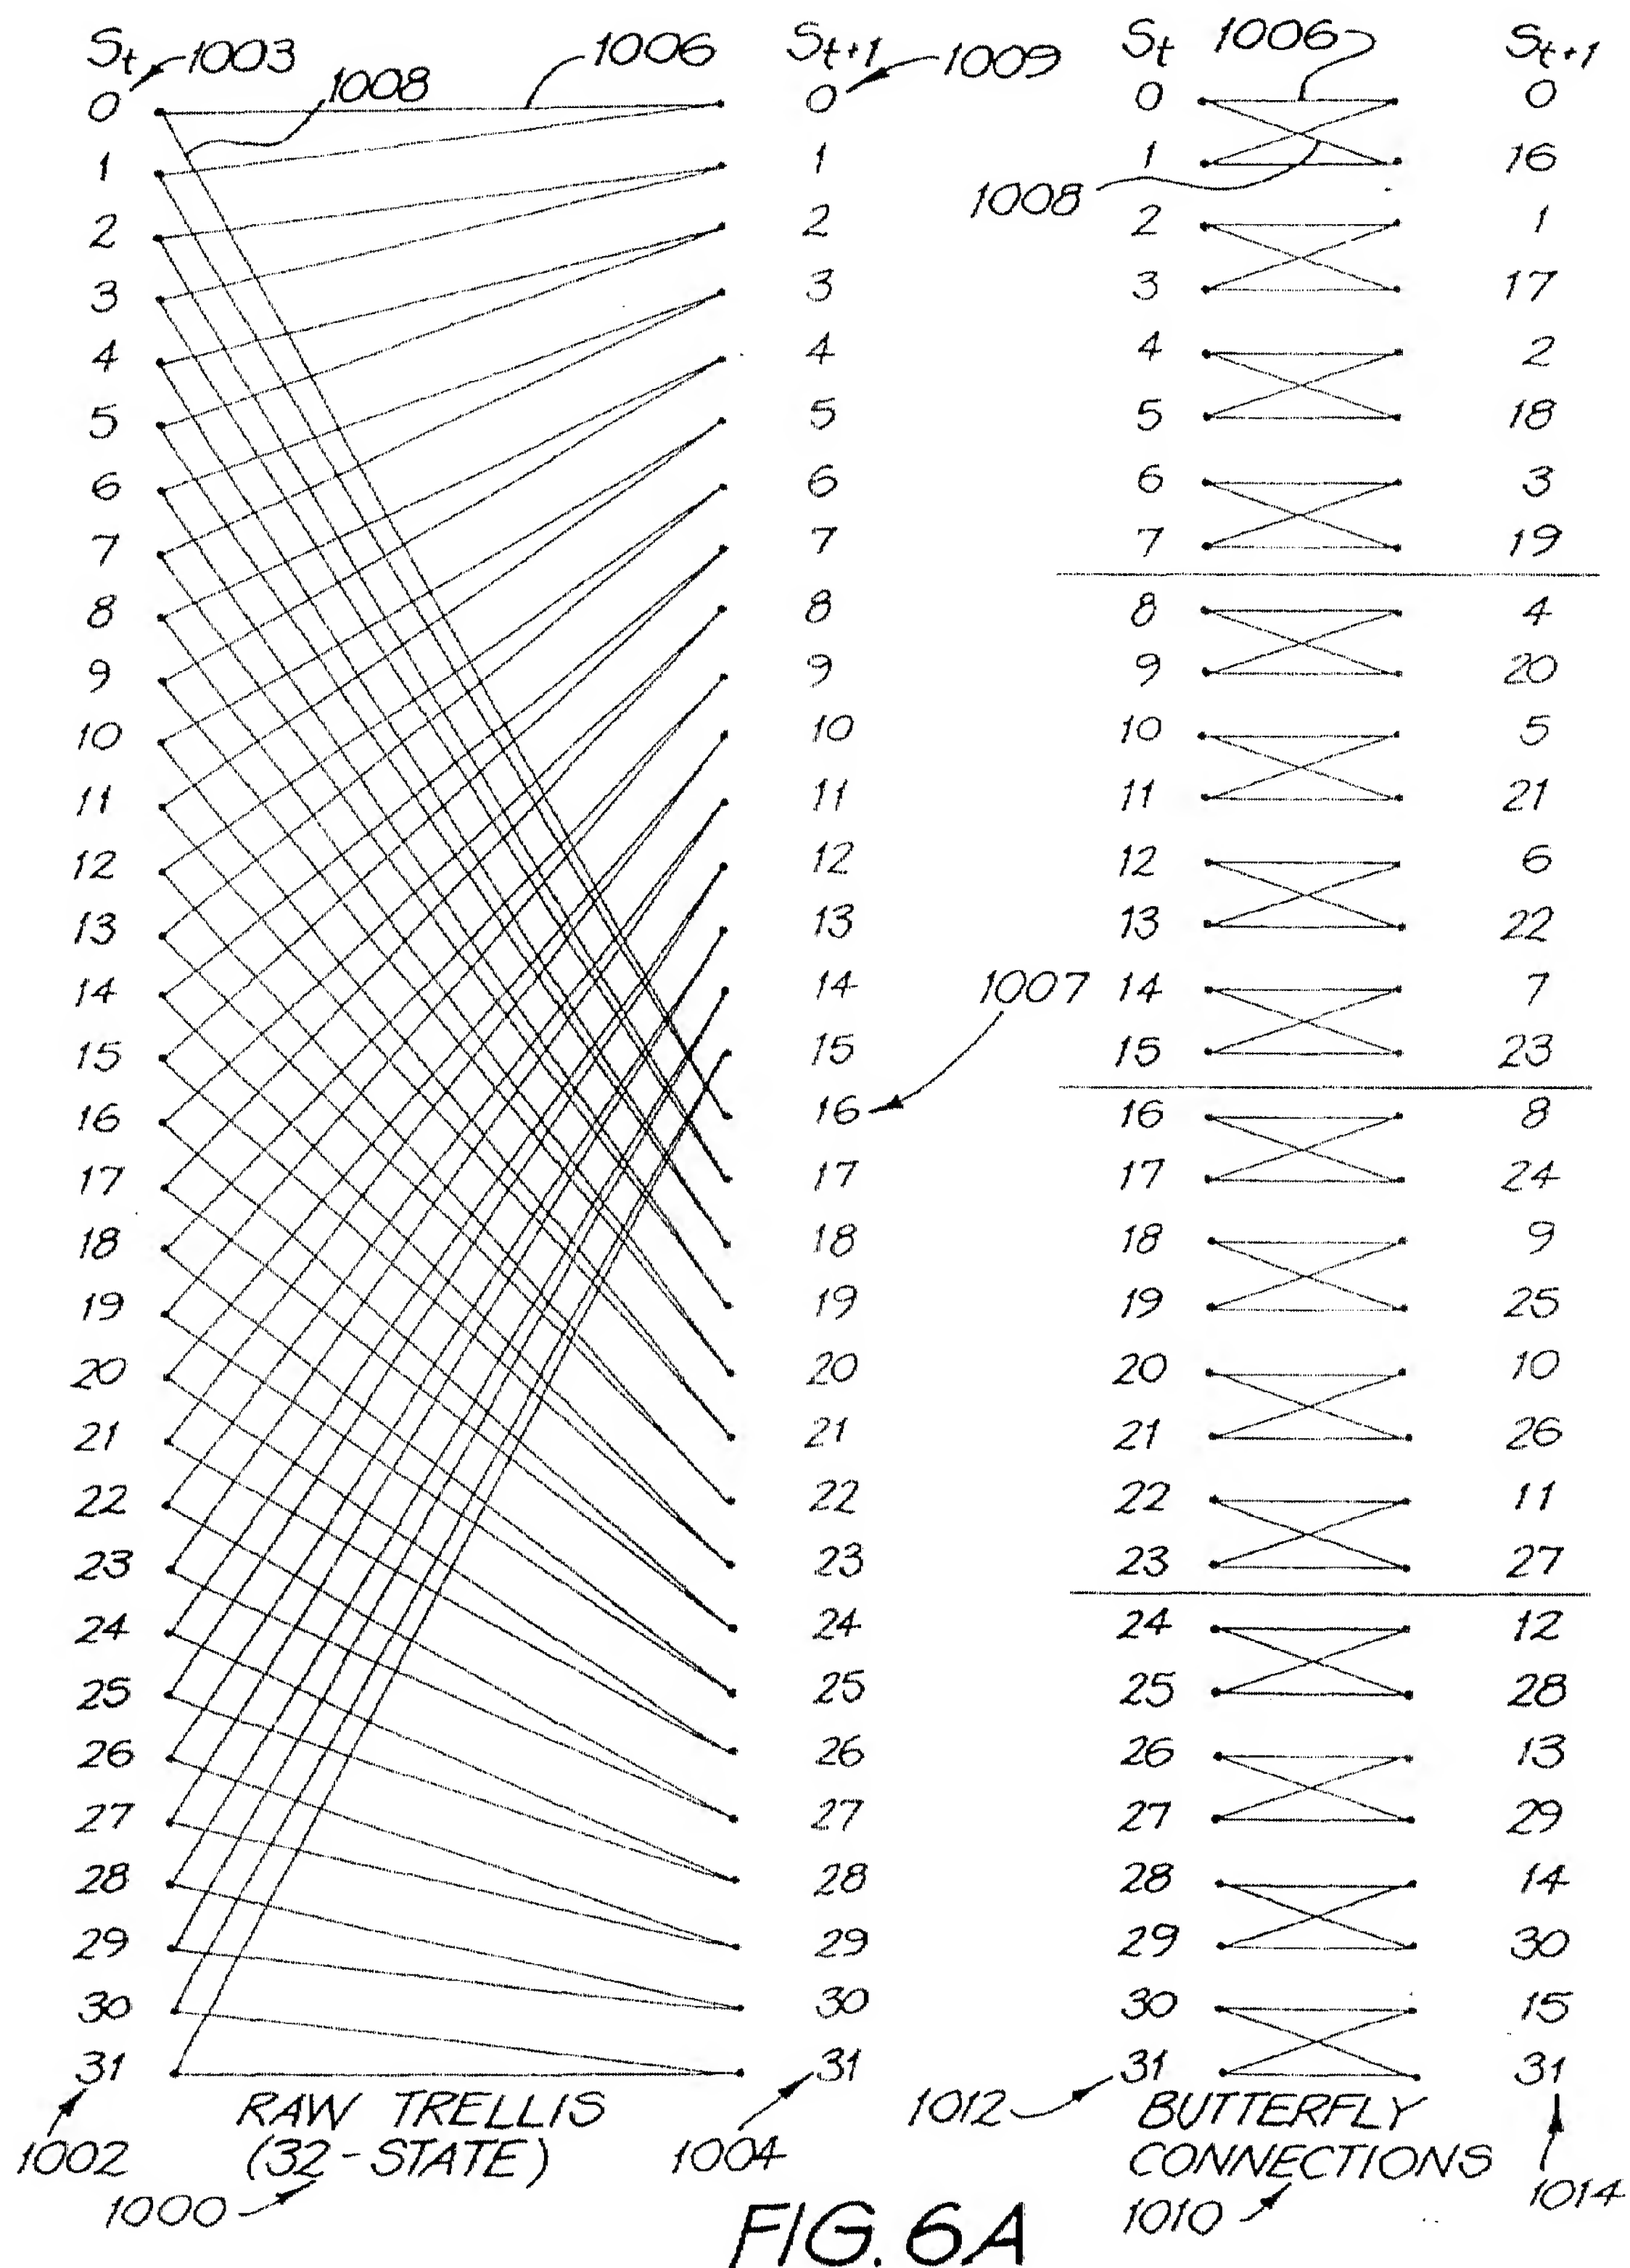 St 1003 1008 1006 St+1 1009 St 1006 St+1
0 0 0 0
1 1 1 16
1008
2 2 2 1
3 3 3 17
4 4 4 2
5 5 5 18
6 6 6 3
7 7 7 19
8 8 8 4
9 9 9 20
10 10 10 5
11 11 11 21
12 12 12 6
13 13 13 22
14 14 1007 14 7
15 15 15 23
16 16 16 8
17 17 17 24
18 18 18 9
19 19 19 25
20 20 20 10
21 21 21 26
22 22 22 11
23 23 23 27
24 24 24 12
25 25 25 28
26 26 26 13
27 27 27 29
28 28 28 14
29 29 29 30
30 30 30 15
31 31 31 31
1002 RAW TRELLIS 1004 1012 BUTTERFLY
(32-STATE) CONNECTIONS
1000 1010 1014
FIG. 6A